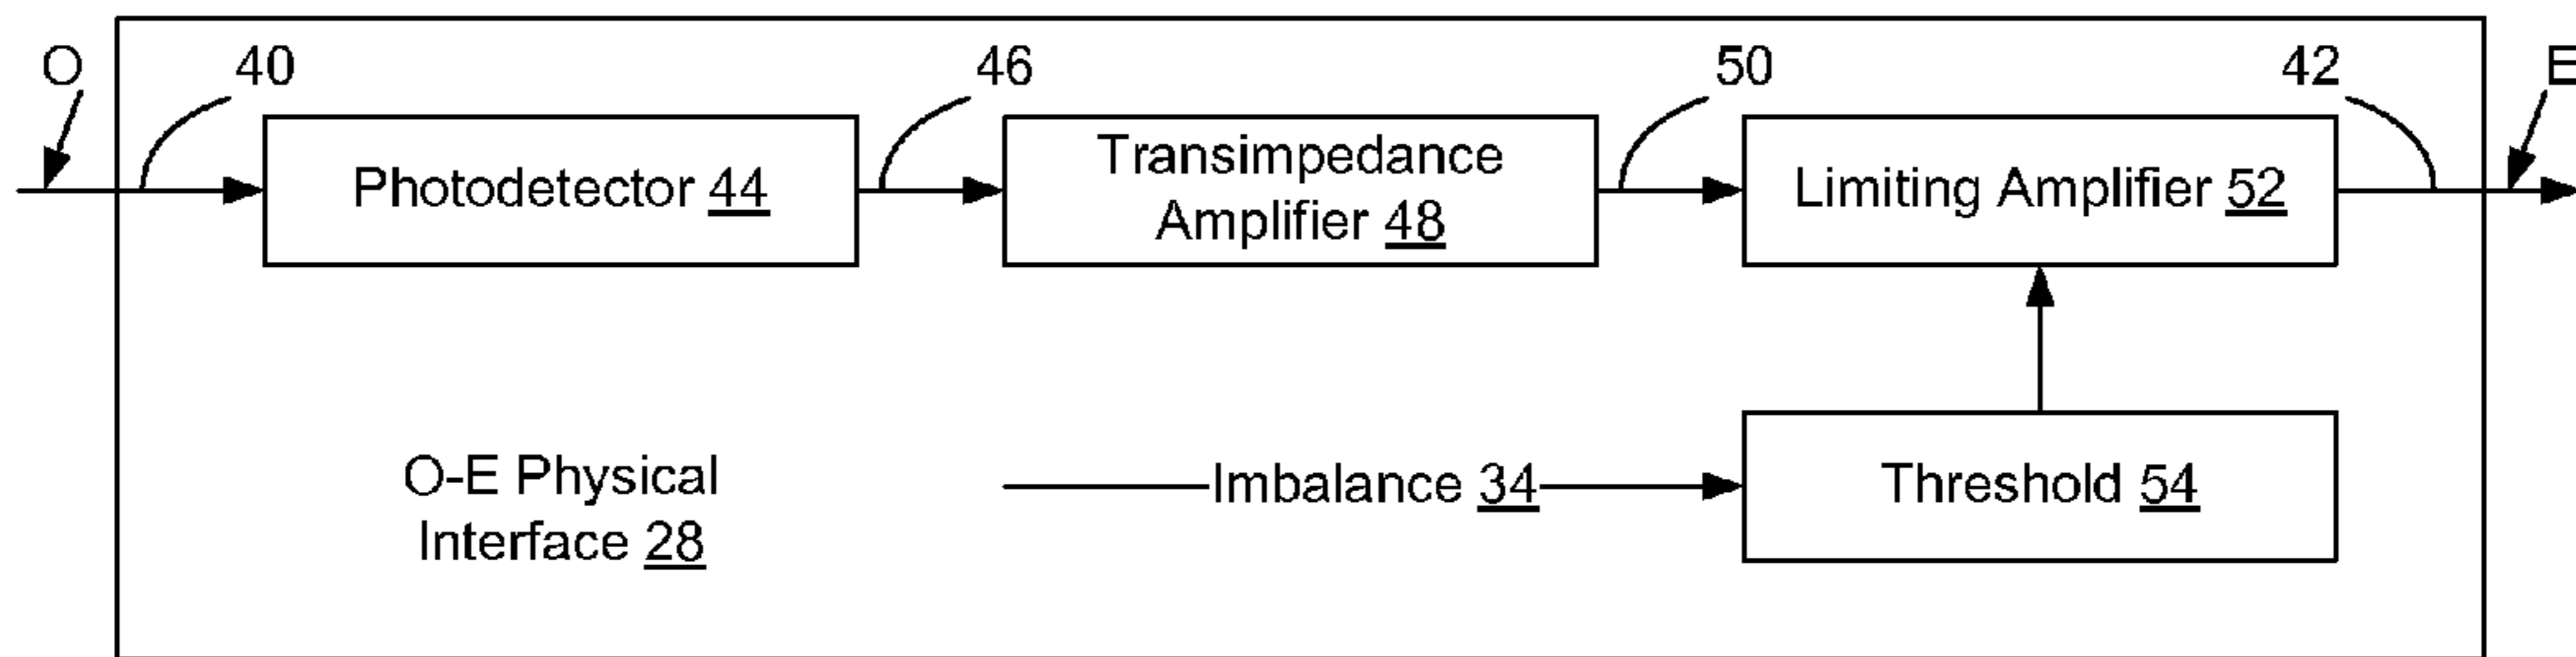 O
40
46
50
42
E
Photodetector 44
Transimpedance
Amplifier 48
Limiting Amplifier 52
O-E Physical
Interface 28
Imbalance 34
Threshold 54